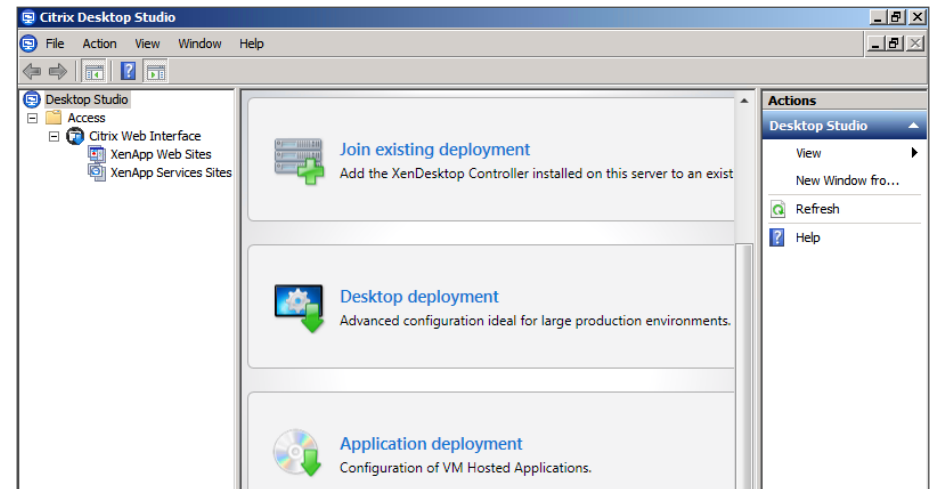 Citrix Desktop Studio
File Action View Window Help
Desktop Studio
Access
Citrix Web Interface
XenApp Web Sites
XenApp Services Sites
Join existing deployment
Add the XenDesktop Controller installed on this server to an exist
Desktop deployment
Advanced configuration ideal for large production environments.
Application deployment
Configuration of VM Hosted Applications.
Actions
Desktop Studio
View
New Window fro...
Refresh
Help